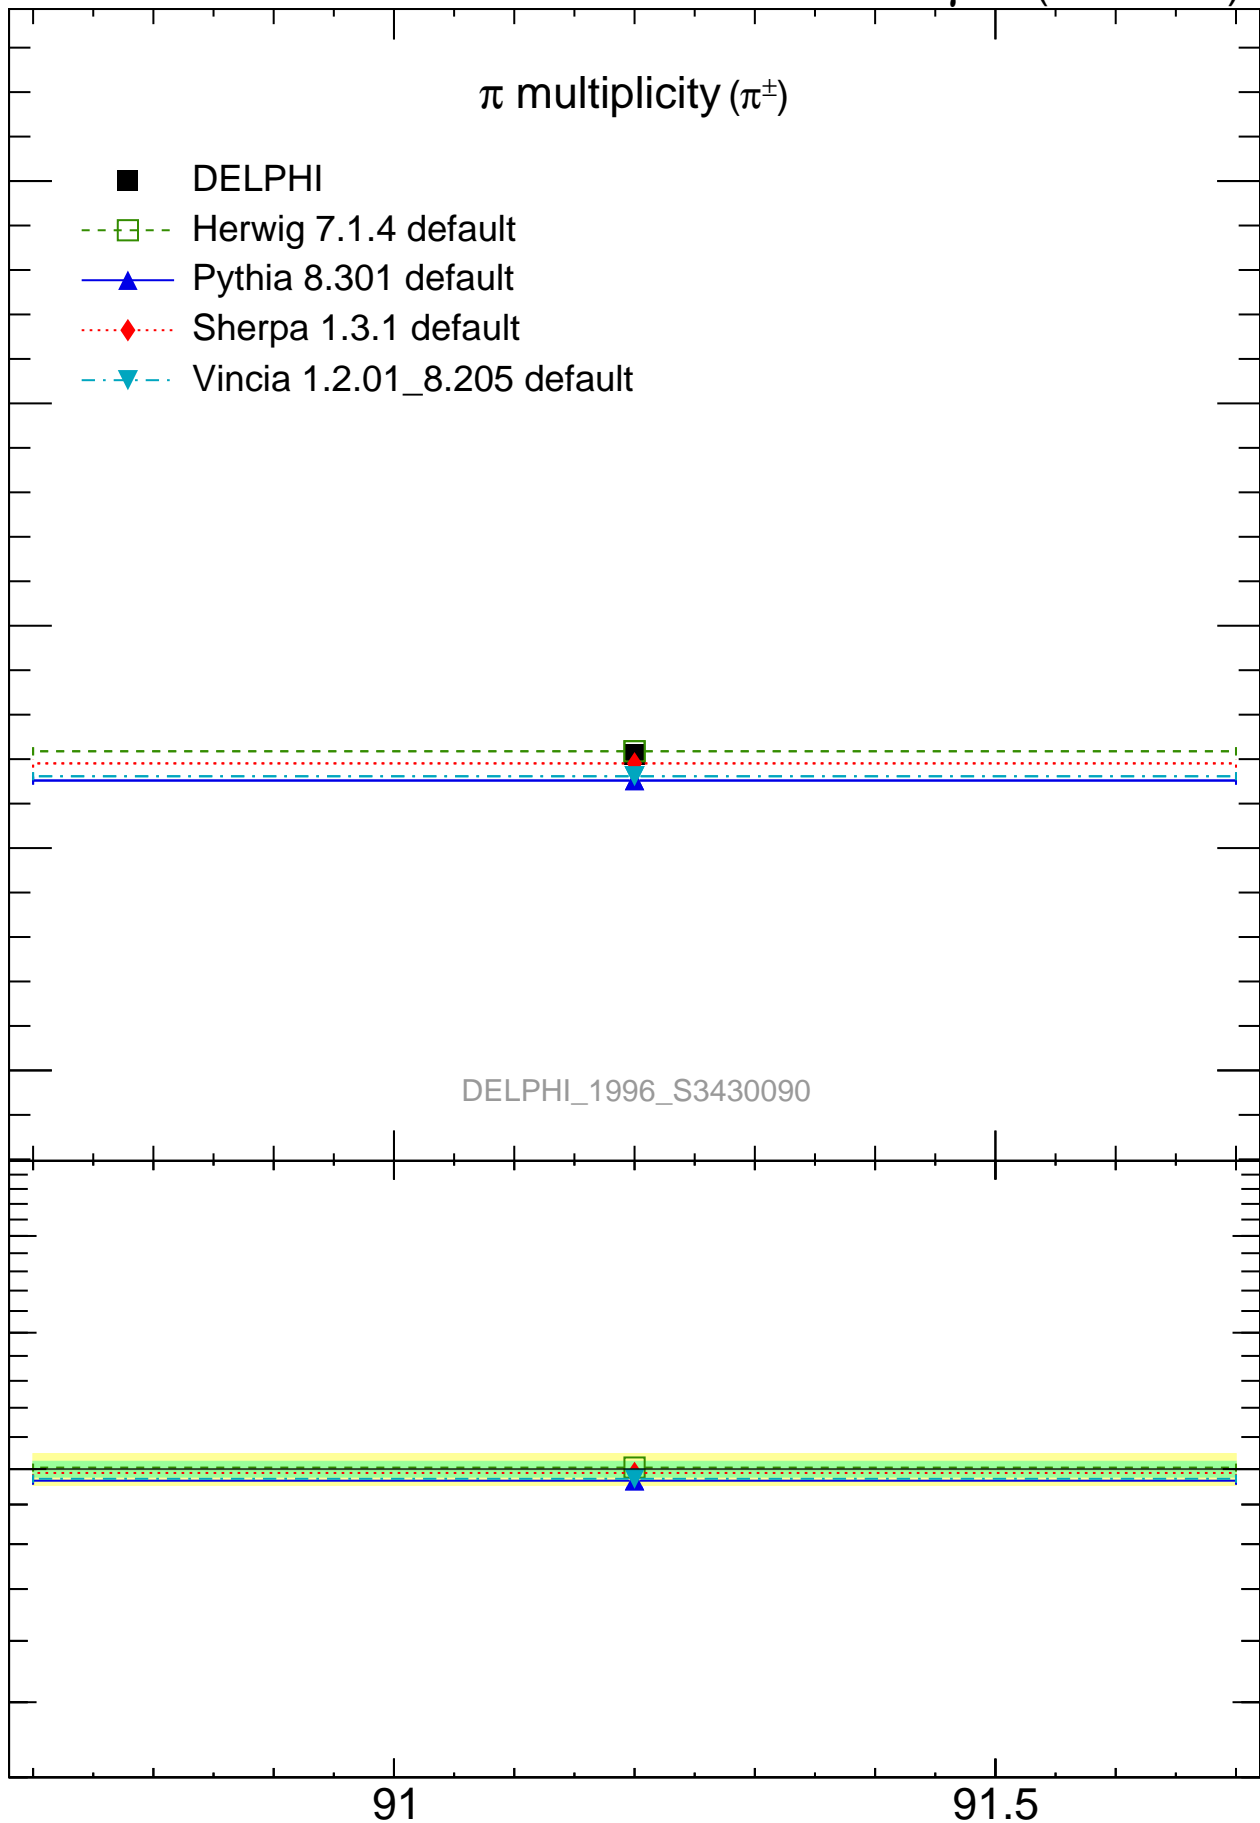 π multiplicity (π±)
DELPHI
Herwig 7.1.4 default
Pythia 8.301 default
Sherpa 1.3.1 default
Vincia 1.2.01_8.205 default
DELPHI_1996_S3430090
91
91.5